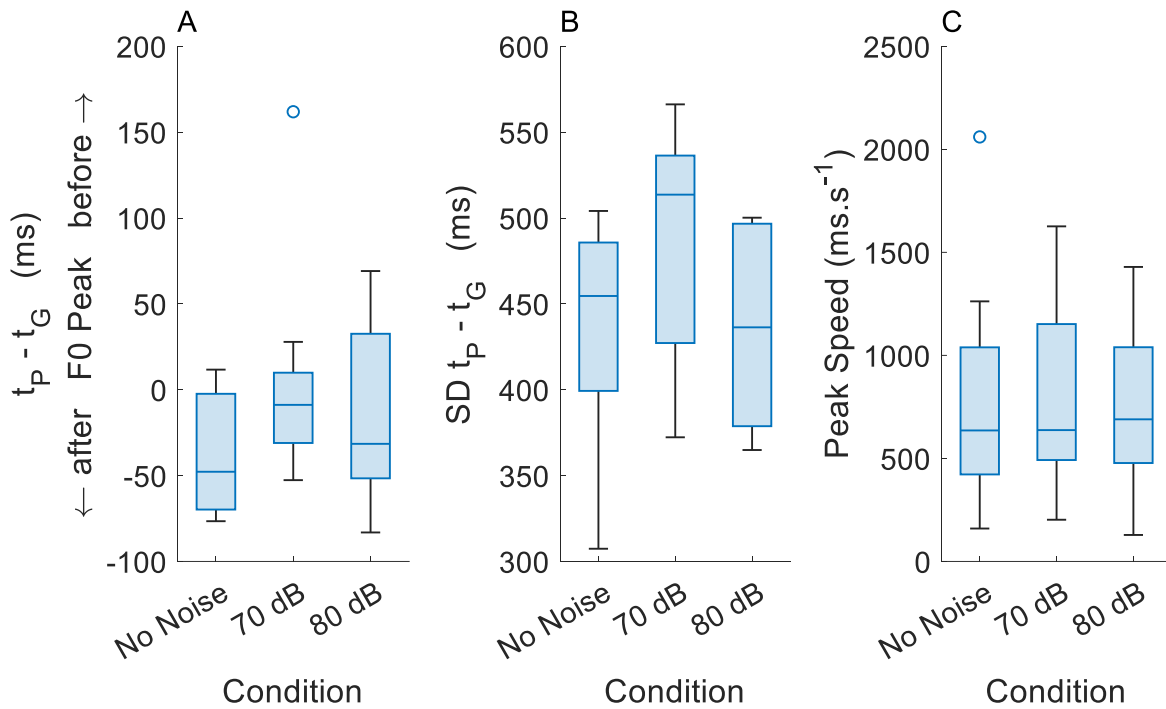 A
200
150
100
50
0
-50
-100
t_P - t_G (ms)
← after F0 Peak before →
No Noise
70 dB
80 dB
Condition
B
600
550
500
450
400
350
300
SD t_P - t_G (ms)
No Noise
70 dB
80 dB
Condition
C
2500
2000
1500
1000
500
0
Peak Speed (ms.s⁻¹)
No Noise
70 dB
80 dB
Condition